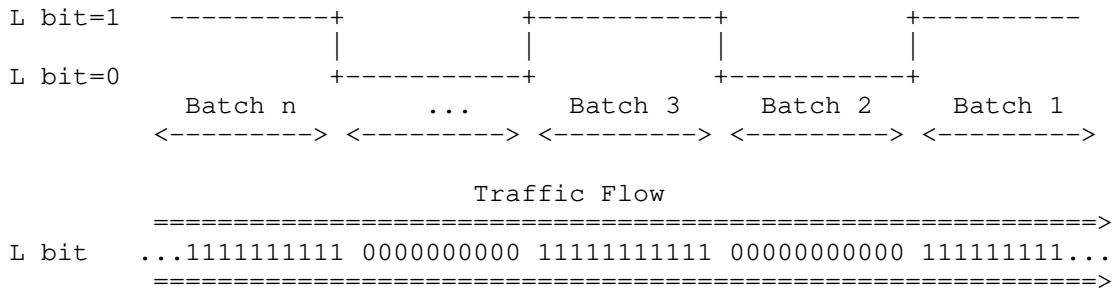 L bit=1   ----------+           +-----------+           +----------
                    |           |           |           |
L bit=0             +-----------+           +-----------+
           Batch n        ...      Batch 3     Batch 2     Batch 1
         <---------> <---------> <---------> <---------> <--------->
                             Traffic Flow
         ===========================================================>
L bit   ...1111111111 0000000000 11111111111 00000000000 111111111...
         ===========================================================>